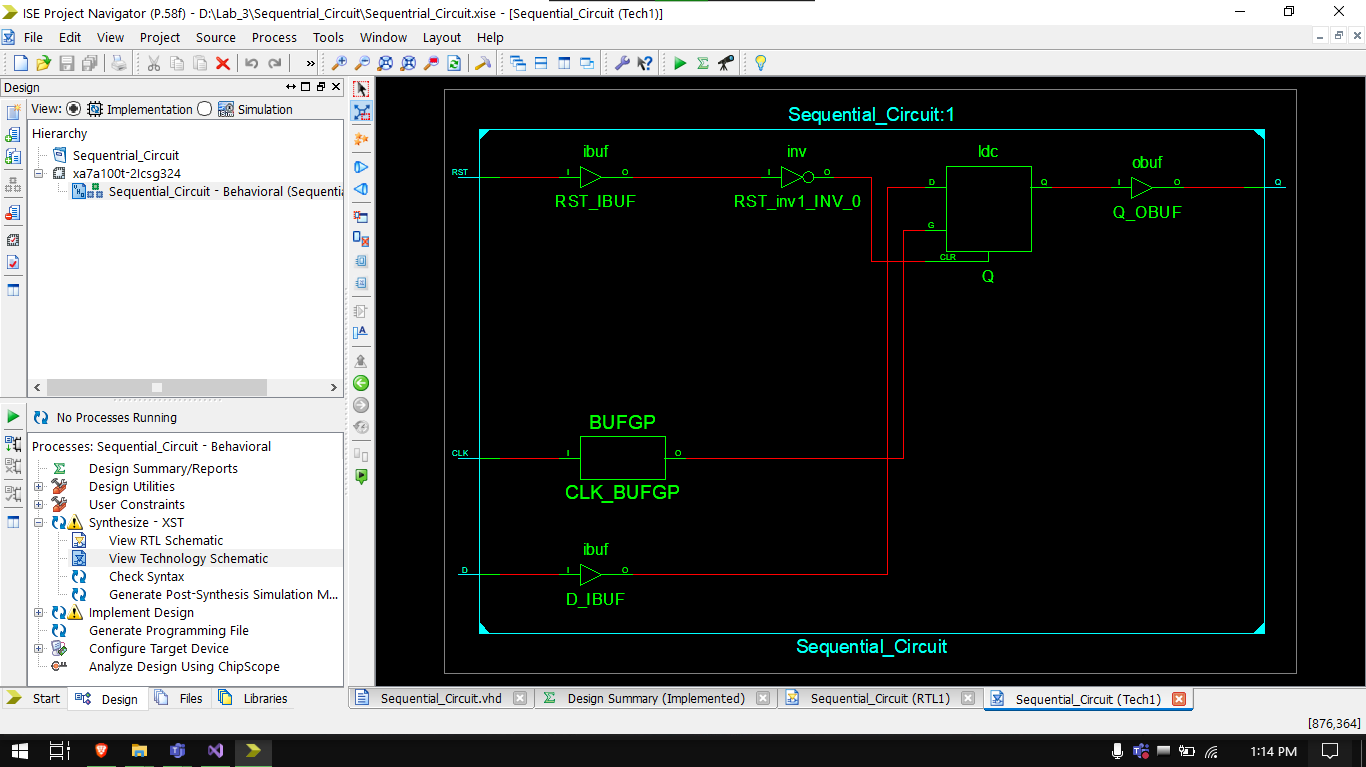 ISE Project Navigator (P.58f) - D:\Lab_3\Sequentrial_Circuit\Sequentrial_Circuit.xise - [Sequential_Circuit (Tech1)]
File Edit View Project Source Process Tools Window Layout Help
Design
View: Implementation Simulation
Hierarchy
Sequentrial_Circuit
xa7a100t-2Icsg324
Sequential_Circuit - Behavioral (Sequentia
No Processes Running
Processes: Sequential_Circuit - Behavioral
Design Summary/Reports
Design Utilities
User Constraints
Synthesize - XST
View RTL Schematic
View Technology Schematic
Check Syntax
Generate Post-Synthesis Simulation M...
Implement Design
Generate Programming File
Configure Target Device
Analyze Design Using ChipScope
Start Design Files Libraries
Sequential_Circuit:1
ibuf inv ldc obuf
RST I O I O D Q I O Q
RST_IBUF RST_inv1_INV_0 Q_OBUF
G
CLR
Q
BUFGP
CLK I O
CLK_BUFGP
ibuf
D I O
D_IBUF
Sequential_Circuit
Sequential_Circuit.vhd Design Summary (Implemented) Sequential_Circuit (RTL1) Sequential_Circuit (Tech1)
[876,364]
1:14 PM